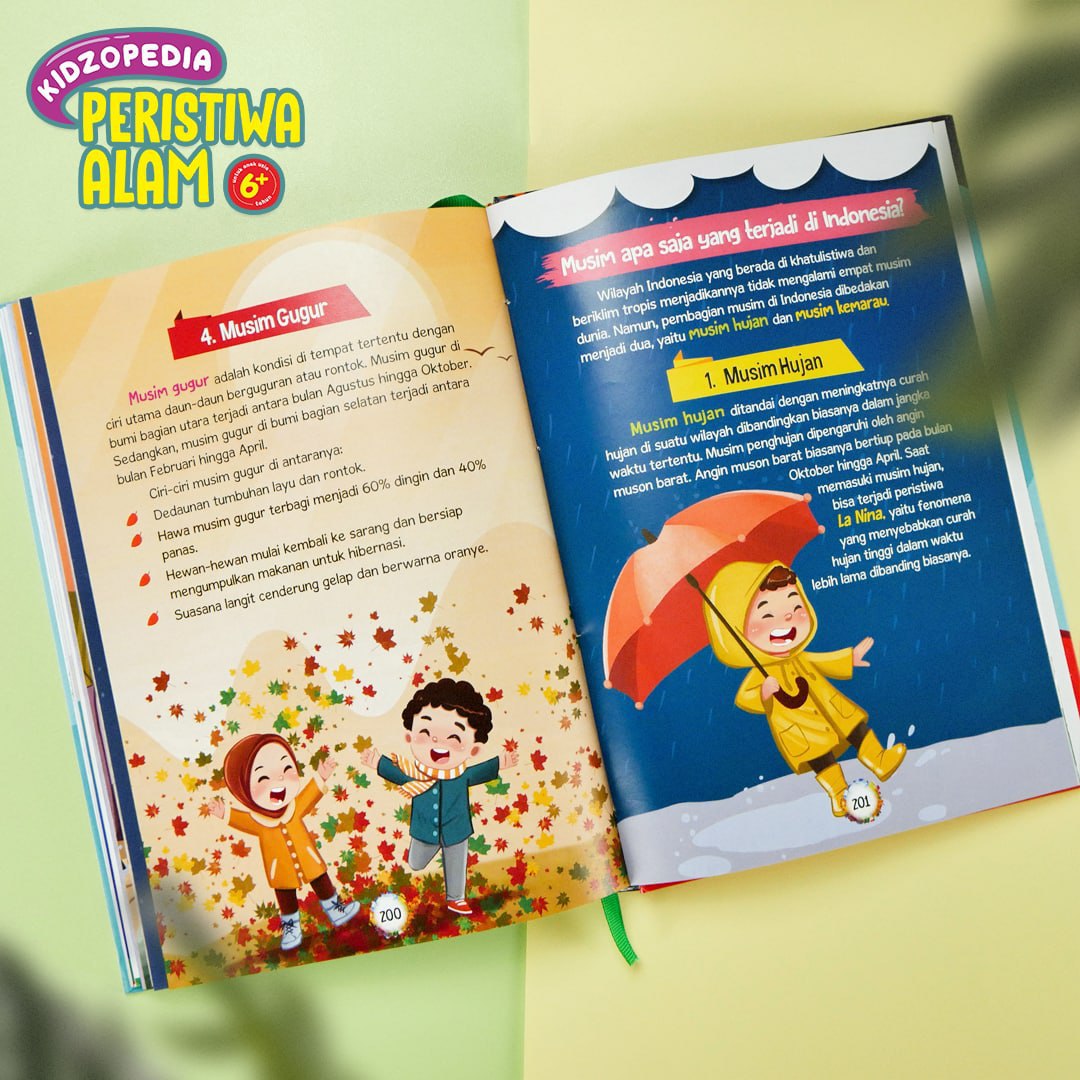 KIDZOPEDIA
PERISTIWA
ALAM
untuk anak usia
6+
tahun
4. Musim Gugur
Musim gugur adalah kondisi di tempat tertentu dengan
ciri utama daun-daun berguguran atau rontok. Musim gugur di
bumi bagian utara terjadi antara bulan Agustus hingga Oktober.
Sedangkan, musim gugur di bumi bagian selatan terjadi antara
bulan Februari hingga April.
Ciri-ciri musim gugur di antaranya:
Dedaunan tumbuhan layu dan rontok.
Hawa musim gugur terbagi menjadi 60% dingin dan 40%
panas.
Hewan-hewan mulai kembali ke sarang dan bersiap
mengumpulkan makanan untuk hibernasi.
Suasana langit cenderung gelap dan berwarna oranye.
200
Musim apa saja yang terjadi di Indonesia?
Wilayah Indonesia yang berada di khatulistiwa dan
beriklim tropis menjadikannya tidak mengalami empat musim
dunia. Namun, pembagian musim di Indonesia dibedakan
menjadi dua, yaitu musim hujan dan musim kemarau.
1. Musim Hujan
Musim hujan ditandai dengan meningkatnya curah
hujan di suatu wilayah dibandingkan biasanya dalam jangka
waktu tertentu. Musim penghujan dipengaruhi oleh angin
muson barat. Angin muson barat biasanya bertiup pada bulan
Oktober hingga April. Saat
memasuki musim hujan,
bisa terjadi peristiwa
La Nina, yaitu fenomena
yang menyebabkan curah
hujan tinggi dalam waktu
lebih lama dibanding biasanya.
201